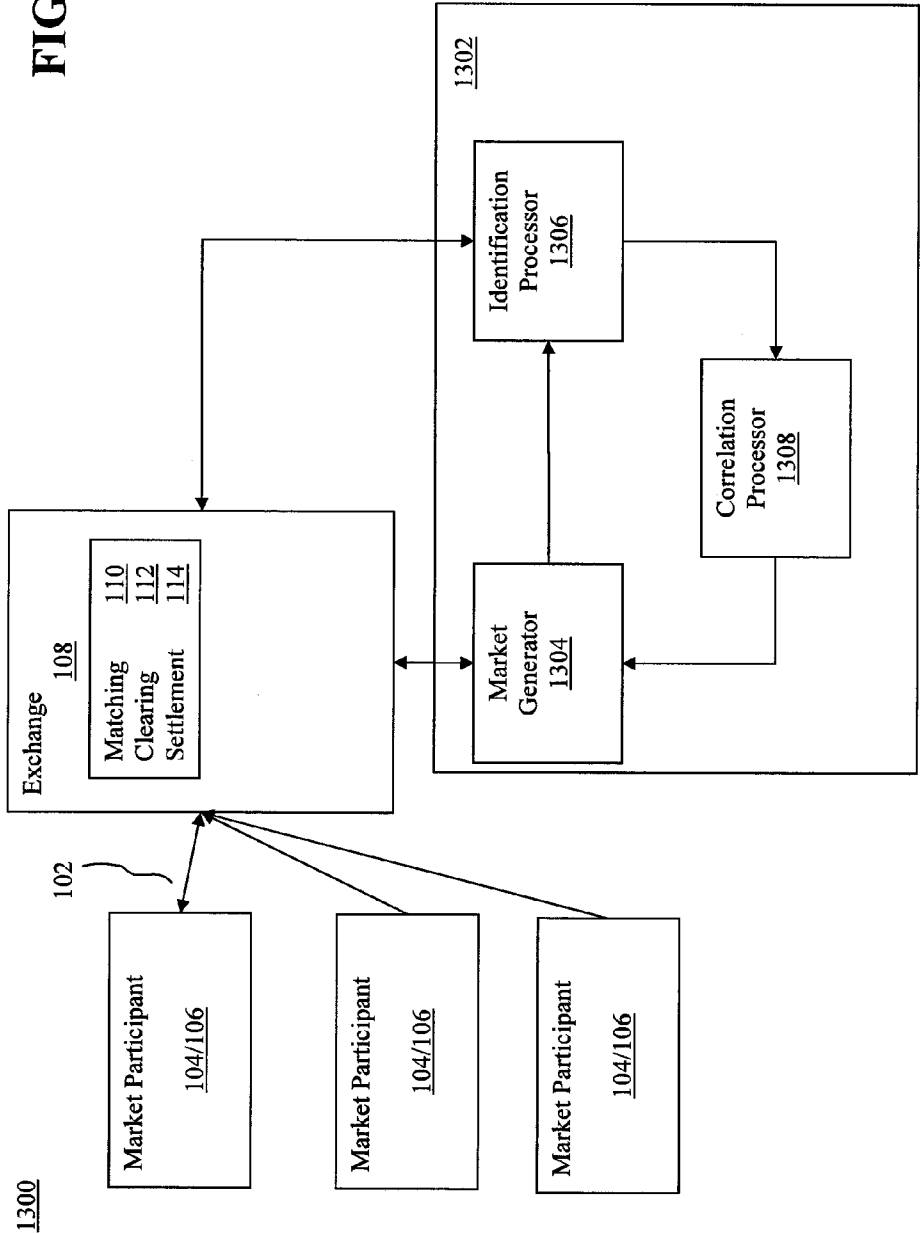 FIG
1300
Market Participant
104/106
Market Participant
104/106
Market Participant
104/106
102
Exchange
108
Matching 110
Clearing 112
Settlement 114
1302
Market
Generator
1304
Identification
Processor
1306
Correlation
Processor
1308